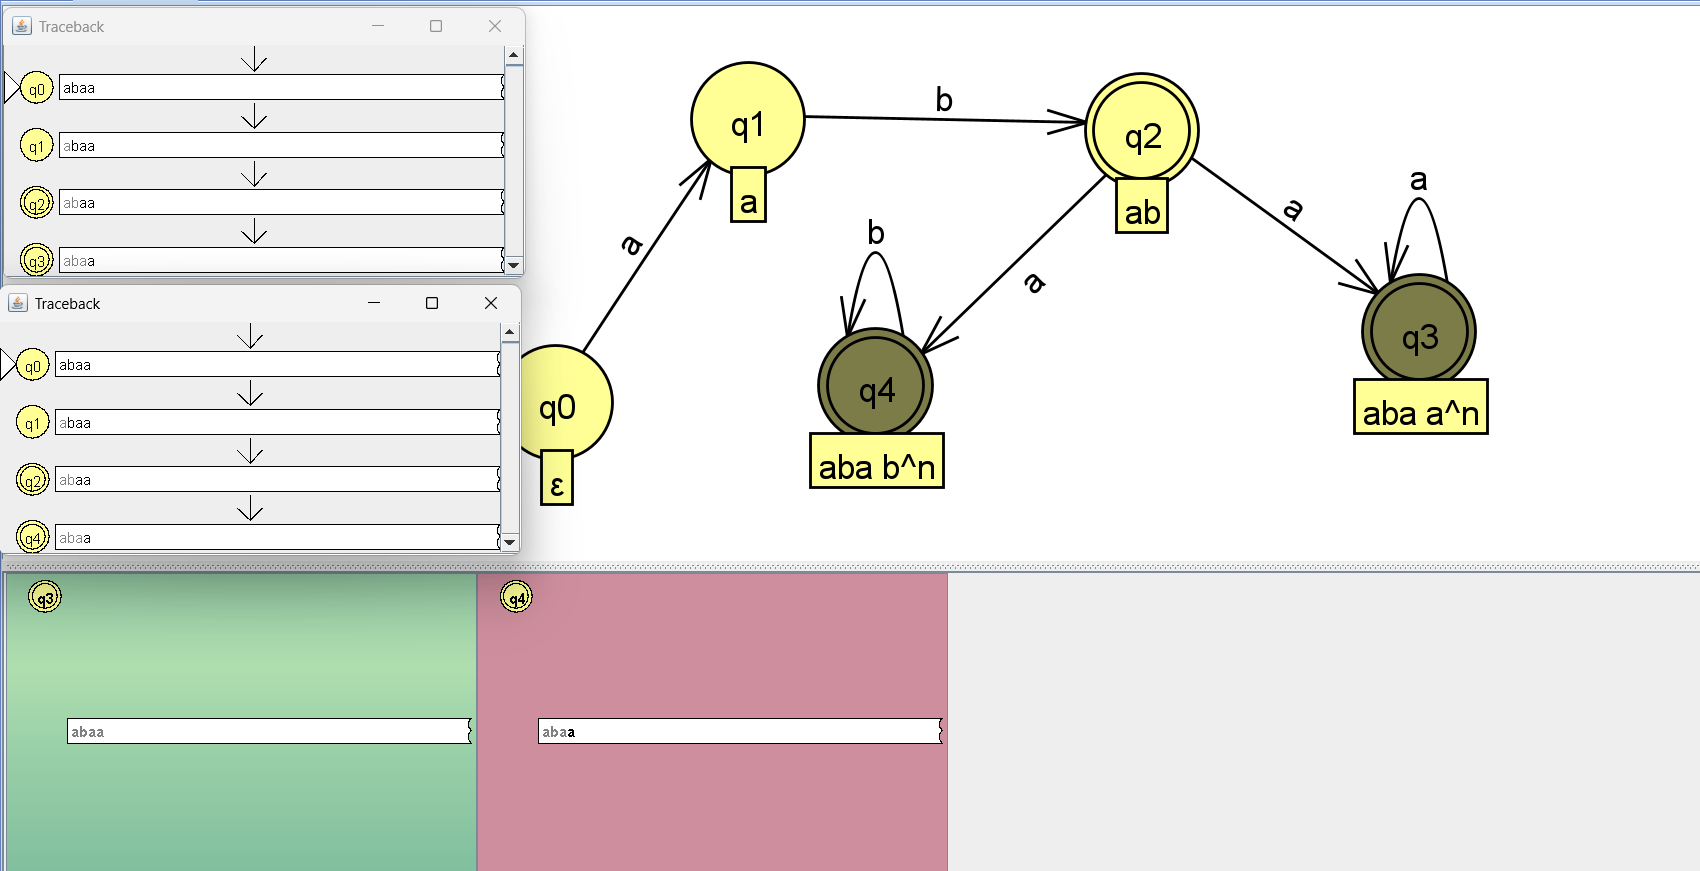 Traceback
q0 abaa
q1 abaa
q2 abaa
q3 abaa
Traceback
q0 abaa
q1 abaa
q2 abaa
q4 abaa
q1
a
b
q2
ab
a
a
a
a
q3
aba a^n
b
q4
aba b^n
q0
ε
q3
abaa
q4
abaa